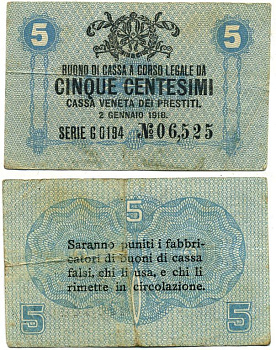 5 5
BUONO DI CASSA A CORSO LEGALE DA
CINQUE CENTESIMI
CASSA VENETA DEI PRESTITI.
2 GENNAIO 1918.
SERIE G 0194 № 06,525
5
Saranno puniti i fabbri-
catori di buoni di cassa
falsi, chi li usa, e chi li
rimette in circolazione.
5 5